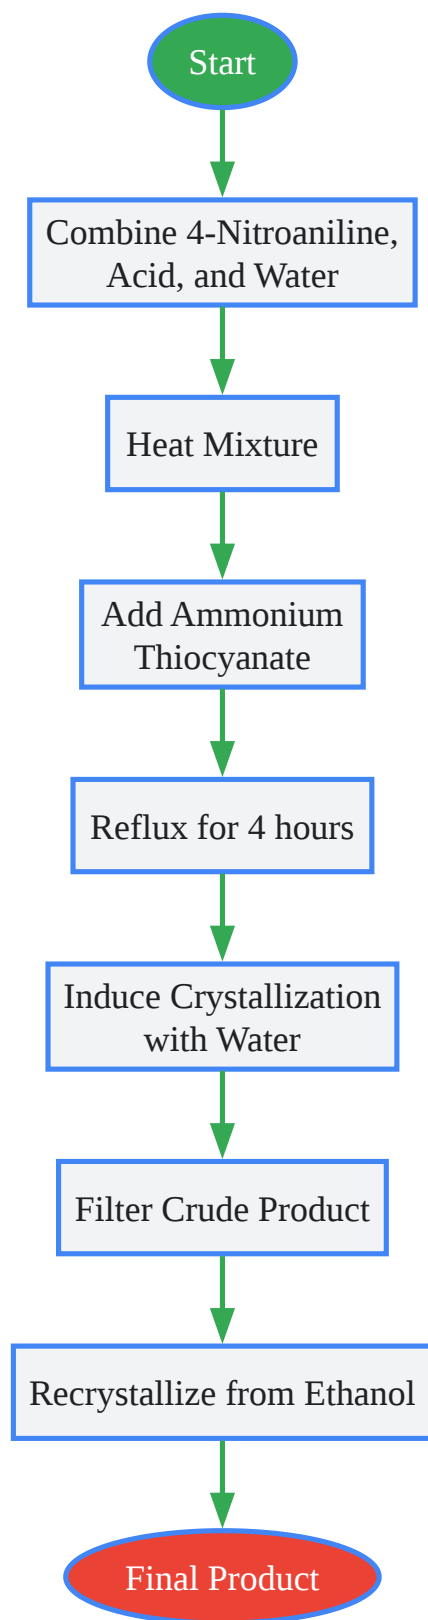 Start
Combine 4-Nitroaniline,
Acid, and Water
Heat Mixture
Add Ammonium
Thiocyanate
Reflux for 4 hours
Induce Crystallization
with Water
Filter Crude Product
Recrystallize from Ethanol
Final Product